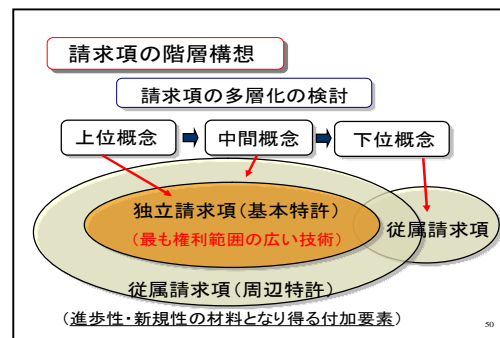 請求項の階層構想
請求項の多層化の検討
上位概念
中間概念
下位概念
独立請求項(基本特許)
(最も権利範囲の広い技術)
従属請求項
従属請求項(周辺特許)
(進歩性・新規性の材料となり得る付加要素)
50